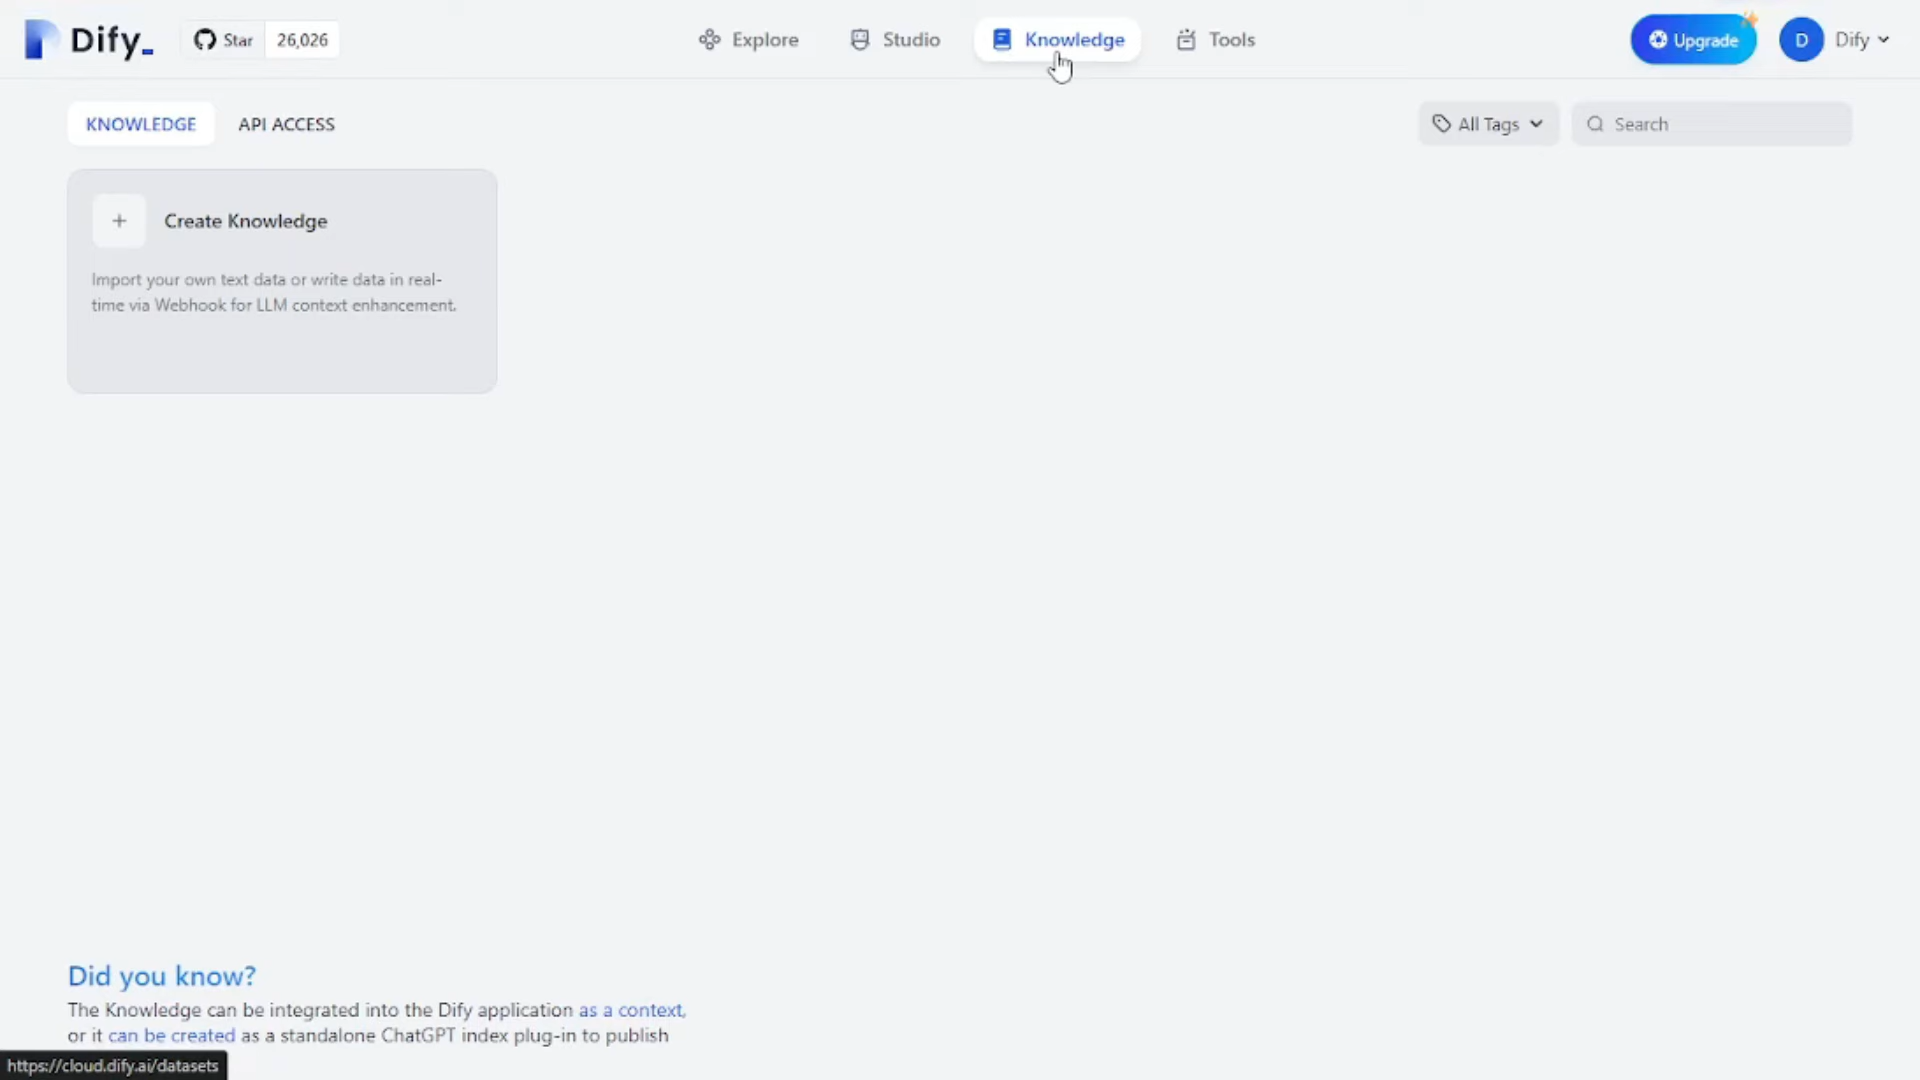 Dify_
Star 26,026
Explore
Studio
Knowledge
Tools
Upgrade
D
Dify
KNOWLEDGE
API ACCESS
All Tags
Search
+ Create Knowledge
Import your own text data or write data in real-
time via Webhook for LLM context enhancement.
Did you know?
The Knowledge can be integrated into the Dify application as a context,
or it can be created as a standalone ChatGPT index plug-in to publish
https://cloud.dify.ai/datasets